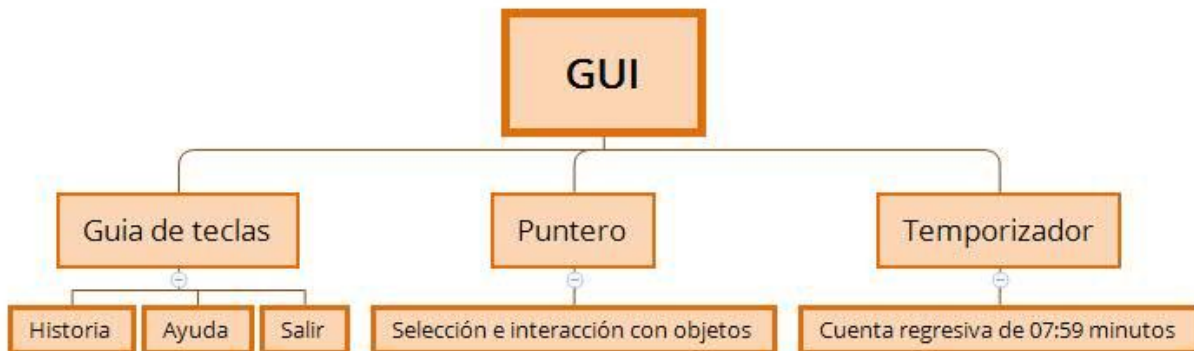 GUI
Guia de teclas
Puntero
Temporizador
Historia
Ayuda
Salir
Selección e interacción con objetos
Cuenta regresiva de 07:59 minutos